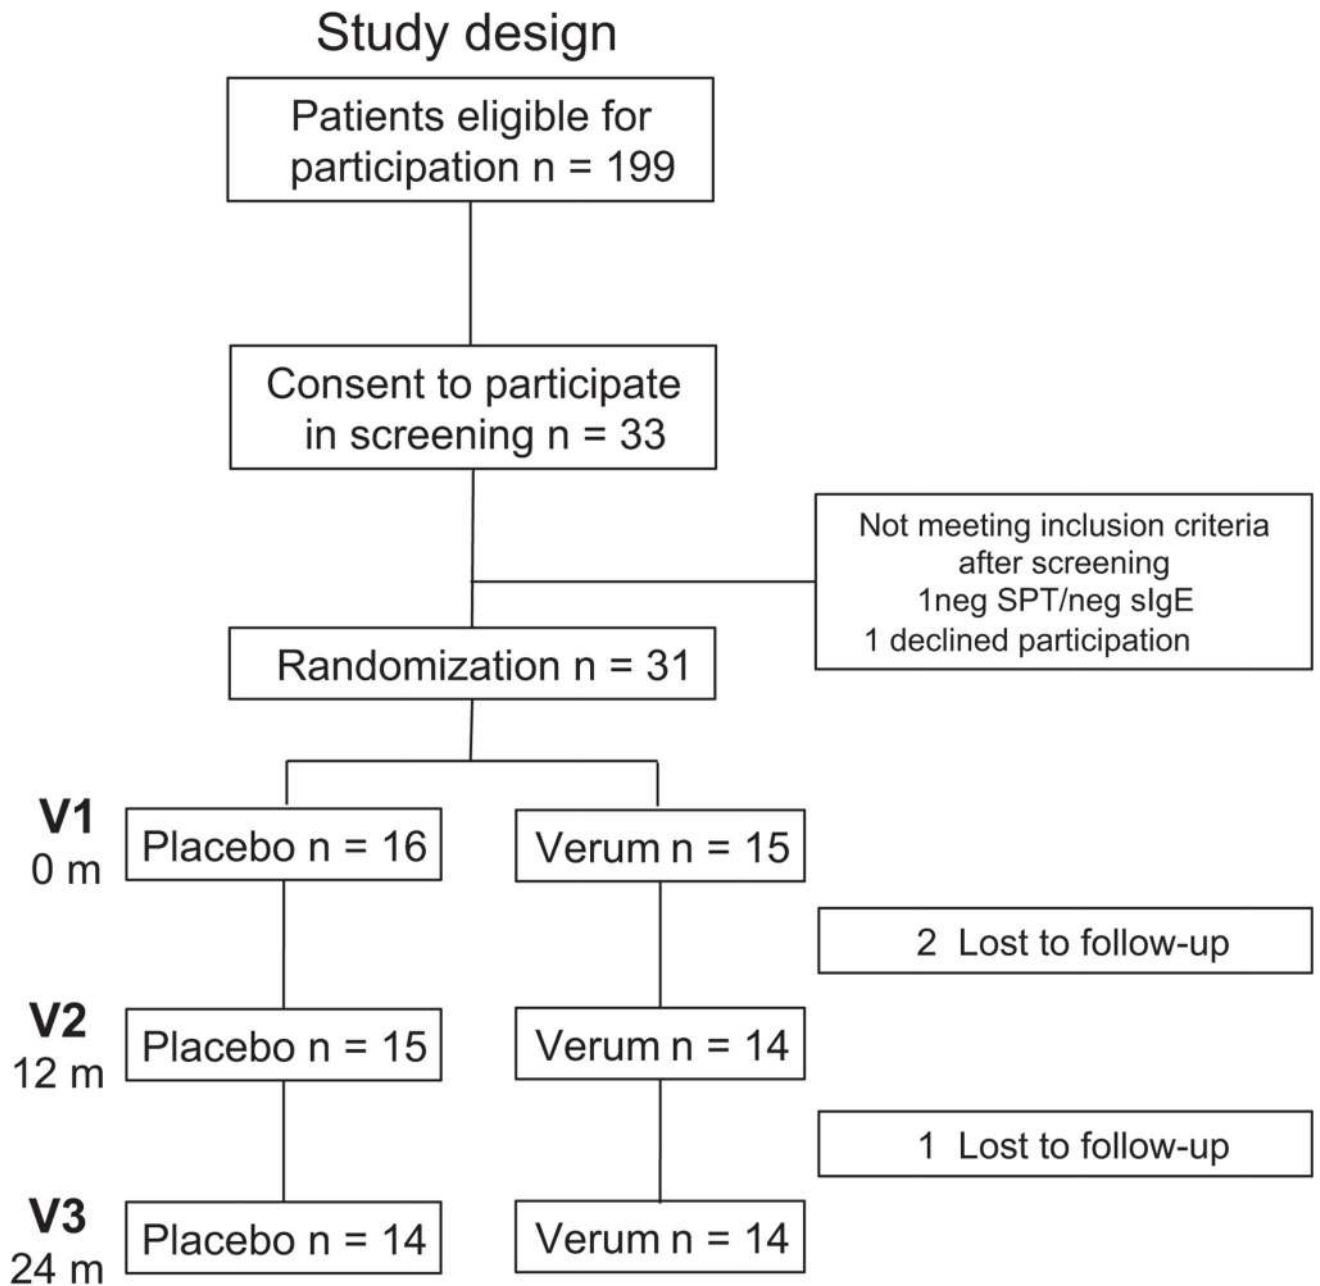 Study design
Patients eligible for
participation n = 199
Consent to participate
in screening n = 33
Not meeting inclusion criteria
after screening
1neg SPT/neg sIgE
1 declined participation
Randomization n = 31
V1
0 m
Placebo n = 16
Verum n = 15
2 Lost to follow-up
V2
12 m
Placebo n = 15
Verum n = 14
1 Lost to follow-up
V3
24 m
Placebo n = 14
Verum n = 14